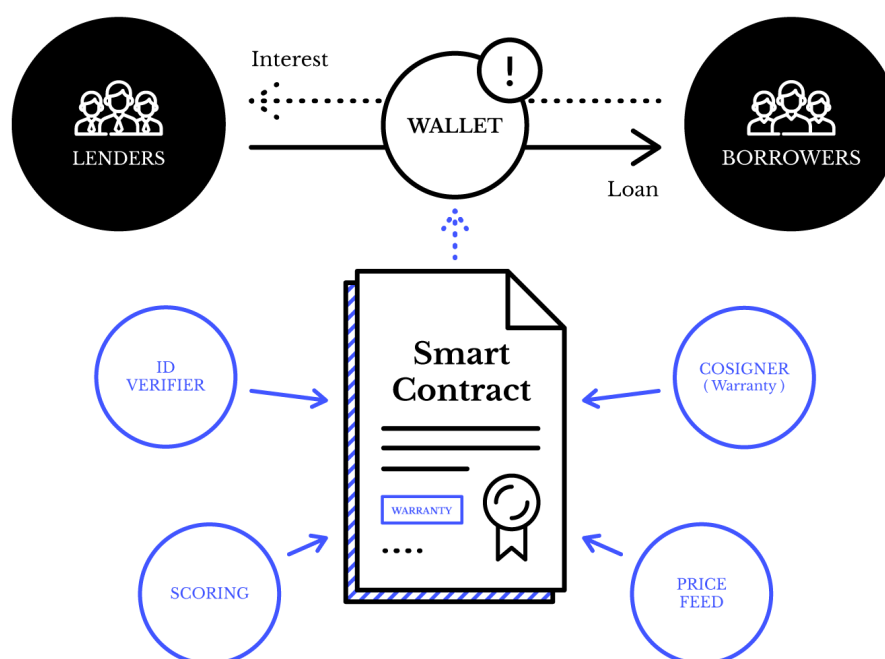 Interest
!
WALLET
LENDERS
BORROWERS
Loan
Smart
Contract
ID
VERIFIER
COSIGNER
( Warranty )
WARRANTY
SCORING
PRICE
FEED